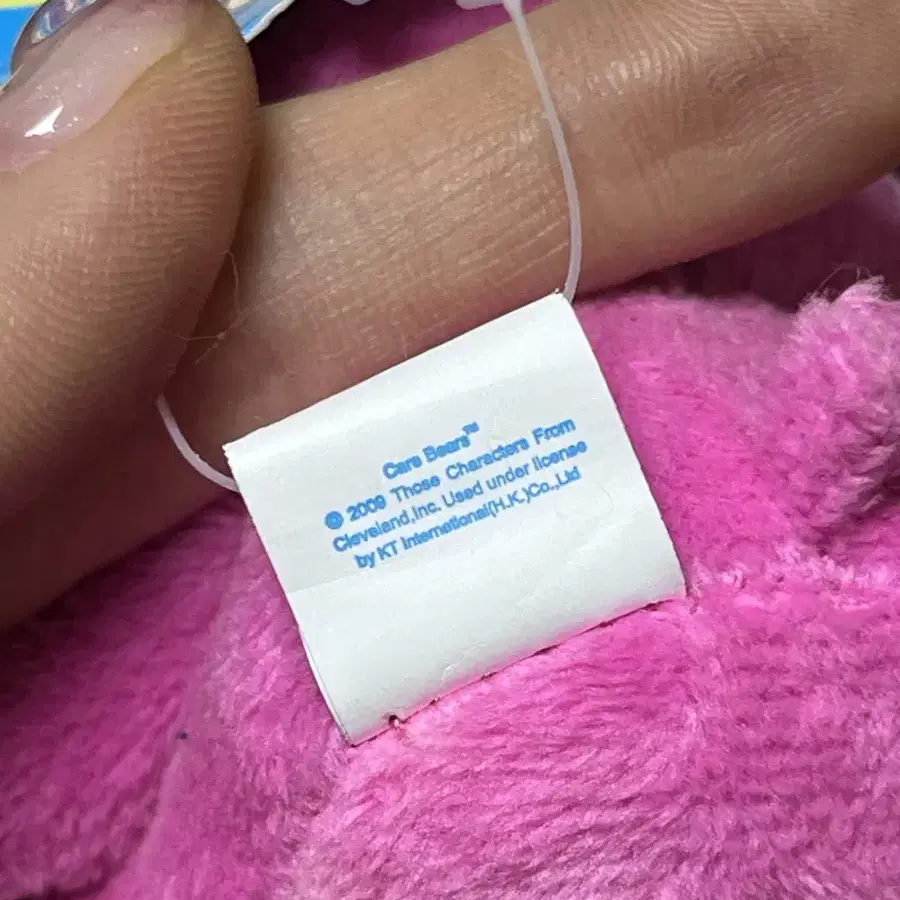 Care Bears™
© 2009 Those Characters From
Cleveland,Inc. Used under license
by KT International(H.K.)Co.,Ltd